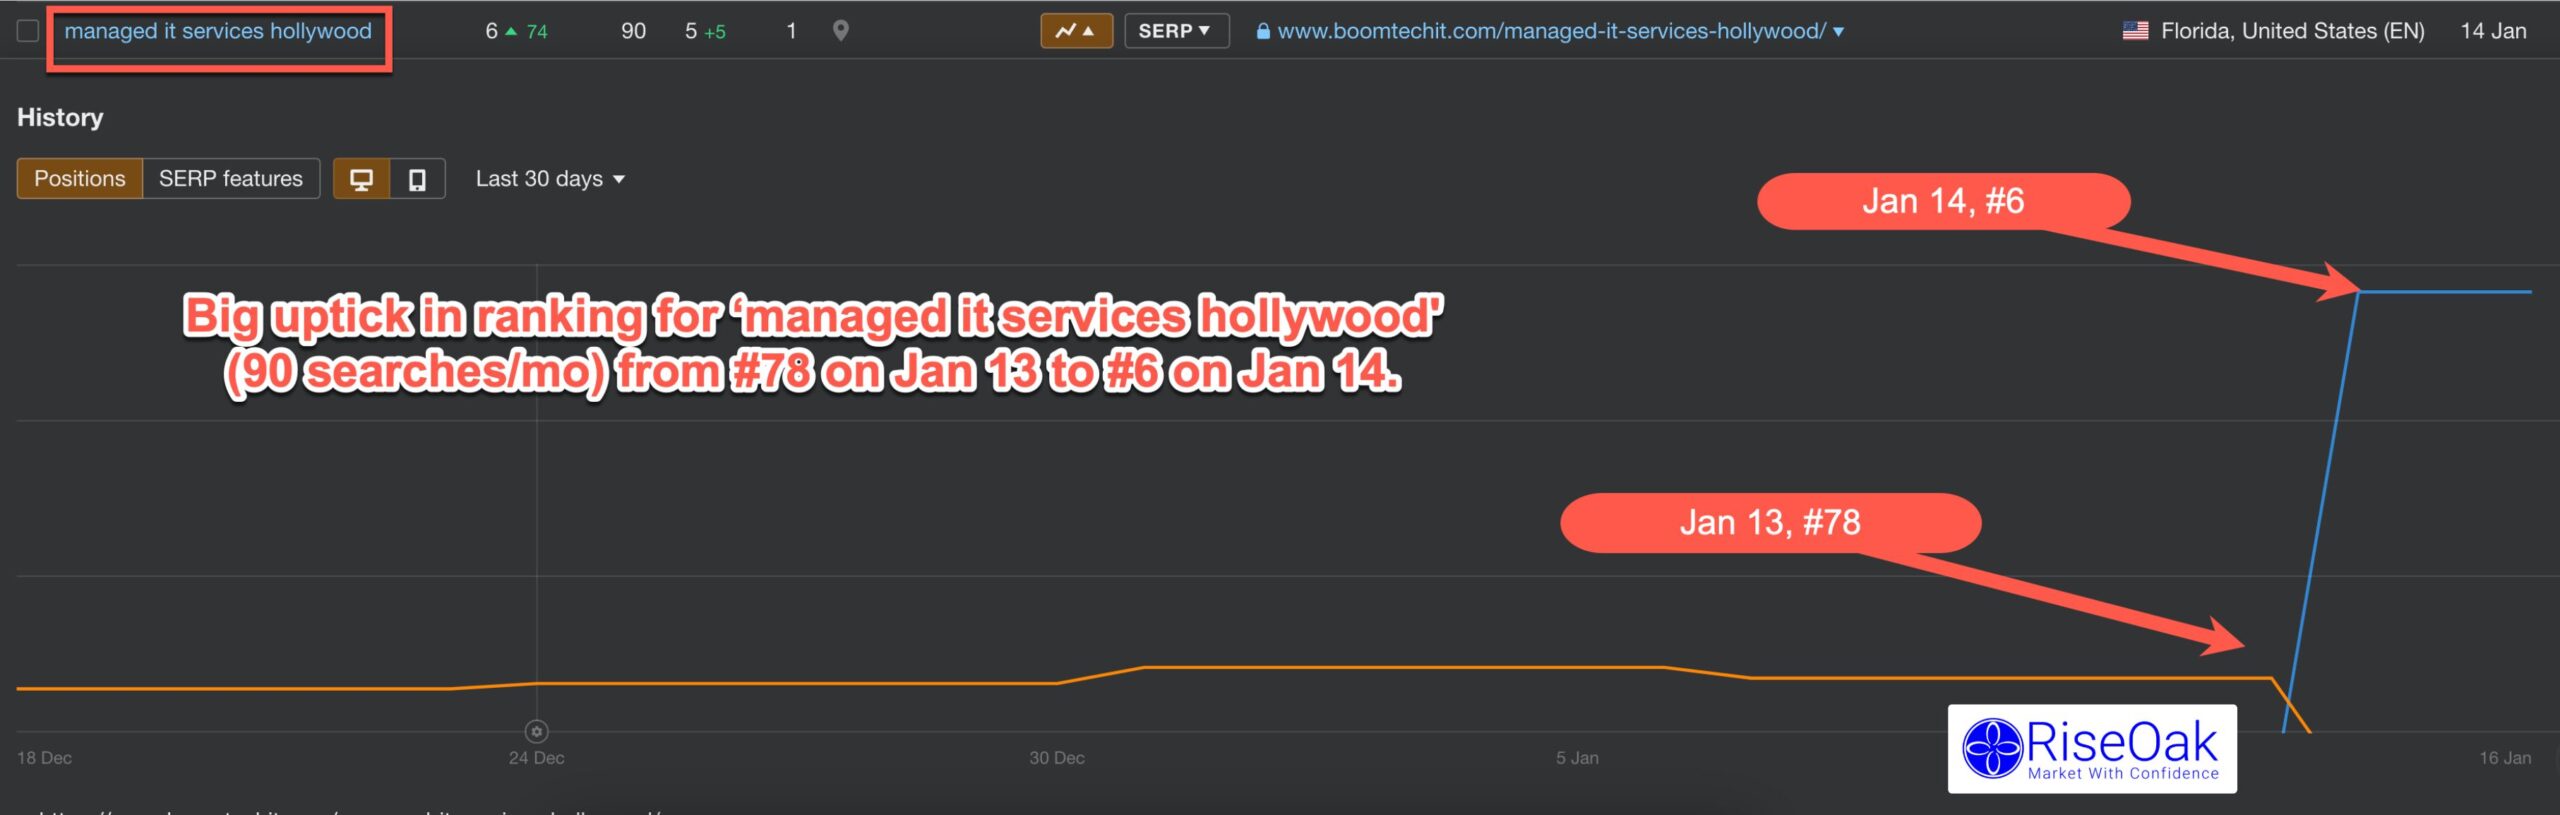 managed it services hollywood 6 ▲ 74 90 5 +5 1 SERP ▼ www.boomtechit.com/managed-it-services-hollywood/ ▼ Florida, United States (EN) 14 Jan
History
Positions SERP features Last 30 days ▼
Jan 14, #6
Big uptick in ranking for ‘managed it services hollywood'
(90 searches/mo) from #78 on Jan 13 to #6 on Jan 14.
Jan 13, #78
RiseOak
Market With Confidence
18 Dec 24 Dec 30 Dec 5 Jan 16 Jan